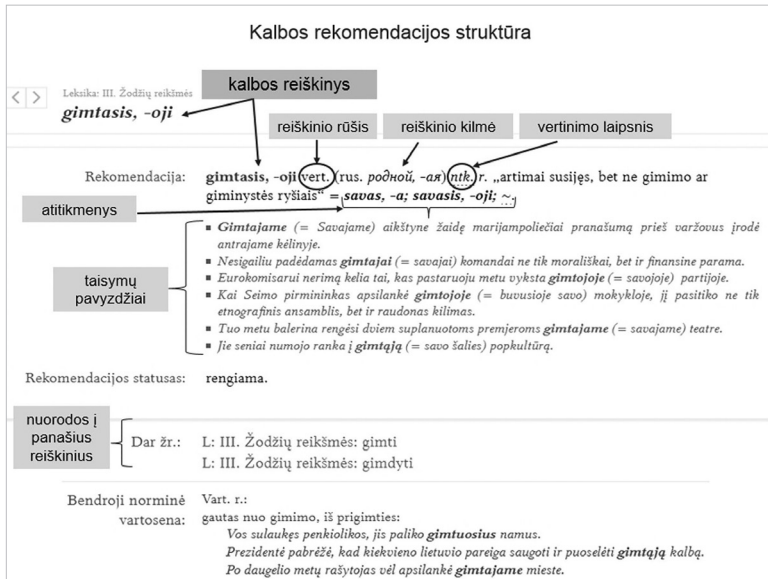 Kalbos rekomendacijos struktūra
< >
Leksika: III. Žodžių reikšmės
kalbos reiškinys
gimtasis, -oji
reiškinio rūšis
reiškinio kilmė
vertinimo laipsnis
Rekomendacija:
gimtasis, -oji vert. (rus. родной, -ая) ntk. r. „artimai susijęs, bet ne gimimo ar
giminystės ryšiais“ = savas, -a; savasis, -oji; ~.
atitikmenys
taisymų
pavyzdžiai
▪ Gimtajame (= Savajame) aikštyne žaidę marijampoliečiai pranašumą prieš varžovus įrodė
antrajame kėlinyje.
▪ Nesigailiu padėdamas gimtajai (= savajai) komandai ne tik morališkai, bet ir finansine parama.
▪ Eurokomisarui nerimą kelia tai, kas pastaruoju metu vyksta gimtojoje (= savojoje) partijoje.
▪ Kai Seimo pirmininkas apsilankė gimtojoje (= buvusioje savo) mokykloje, jį pasitiko ne tik
etnografinis ansamblis, bet ir raudonas kilimas.
▪ Tuo metu balerina rengėsi dviem suplanuotoms premjeroms gimtajame (= savajame) teatre.
▪ Jie seniai numojo ranka į gimtąją (= savo šalies) popkultūrą.
Rekomendacijos statusas: rengiama.
nuorodos į
panašius
reiškinius
Dar žr.: L: III. Žodžių reikšmės: gimti
L: III. Žodžių reikšmės: gimdyti
Bendroji norminė
vartosena:
Vart. r.:
gautas nuo gimimo, iš prigimties:
Vos sulaukęs penkiolikos, jis paliko gimtuosius namus.
Prezidentė pabrėžė, kad kiekvieno lietuvio pareiga saugoti ir puoselėti gimtąją kalbą.
Po daugelio metų rašytojas vėl apsilankė gimtajame mieste.